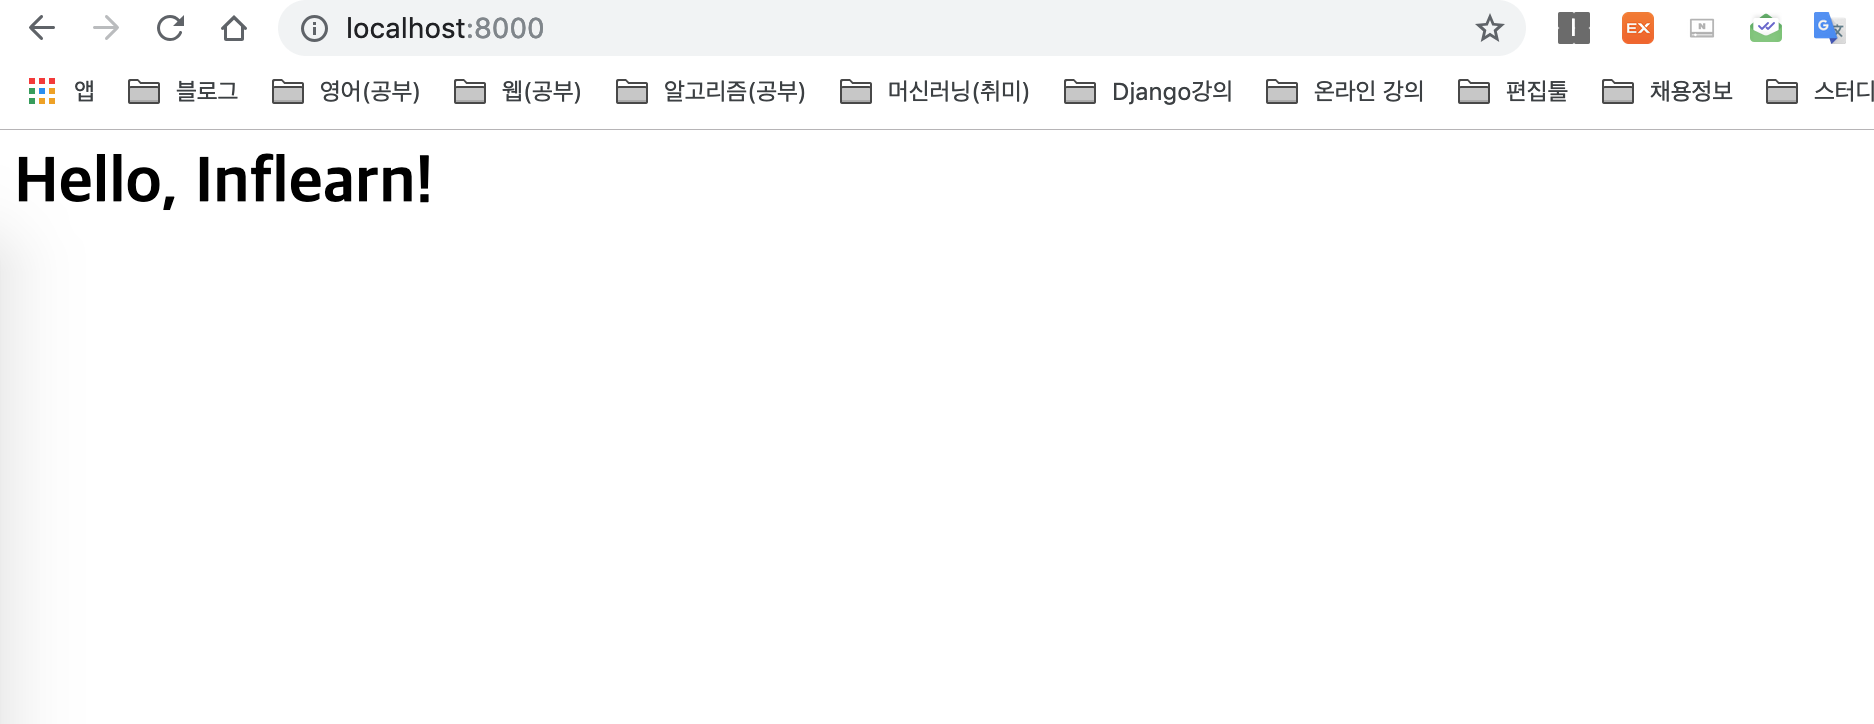 localhost:8000
EX
N
G 文
앱 블로그 영어(공부) 웹(공부) 알고리즘(공부) 머신러닝(취미) Django강의 온라인 강의 편집툴 채용정보 스터디
Hello, Inflearn!